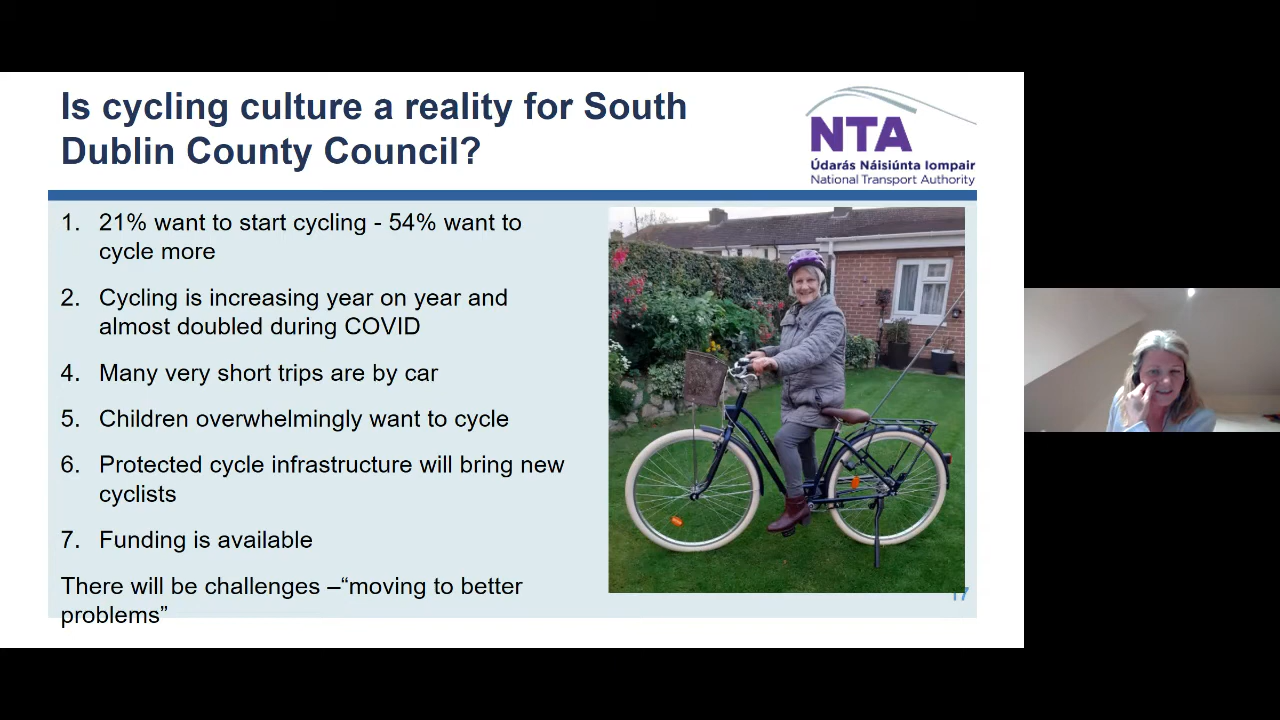 Is cycling culture a reality for South
Dublin County Council?
NTA
Údarás Náisiúnta Iompair
National Transport Authority
1. 21% want to start cycling - 54% want to
cycle more
2. Cycling is increasing year on year and
almost doubled during COVID
4. Many very short trips are by car
5. Children overwhelmingly want to cycle
6. Protected cycle infrastructure will bring new
cyclists
7. Funding is available
There will be challenges –“moving to better
problems”
17